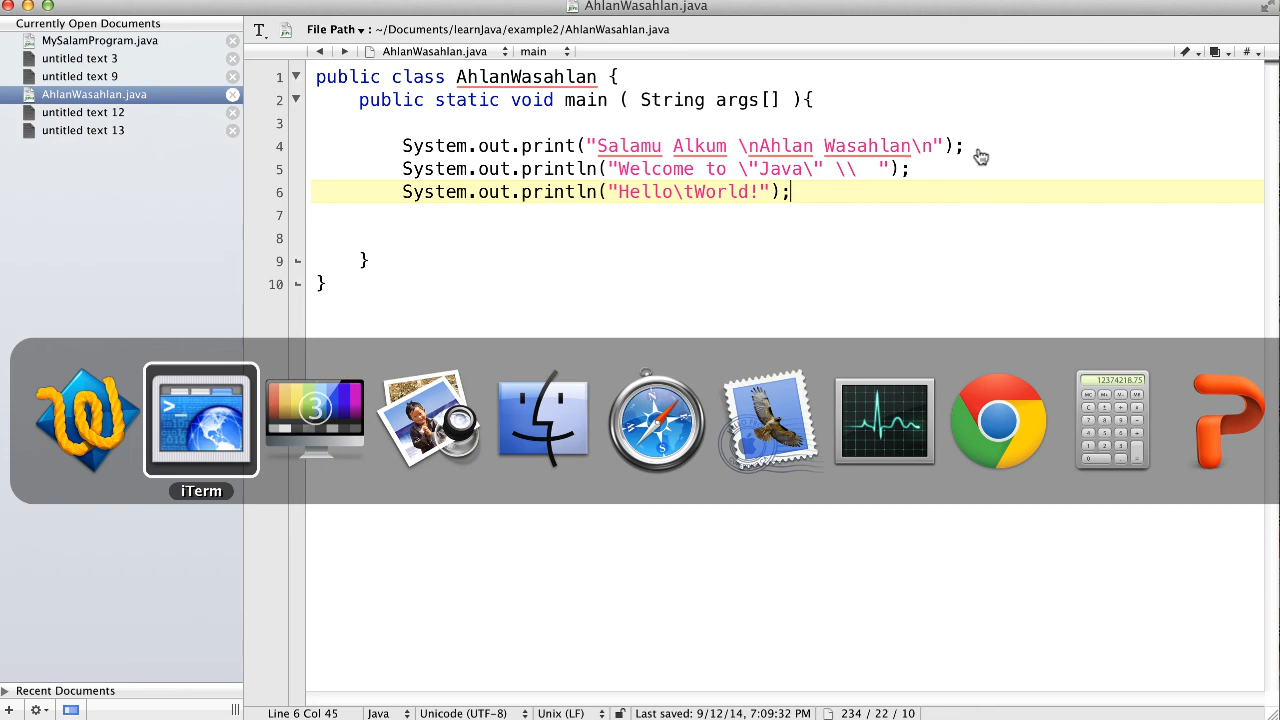 AhlanWasahlan.java
Currently Open Documents
MySalamProgram.java
untitled text 3
untitled text 9
AhlanWasahlan.java
untitled text 12
untitled text 13
File Path ▾ : ~/Documents/learnJava/example2/AhlanWasahlan.java
AhlanWasahlan.java main #
1 public class AhlanWasahlan {
2 public static void main ( String args[] ){
3
4 System.out.print("Salamu Alkum \nAhlan Wasahlan\n");
5 System.out.println("Welcome to \"Java\" \\  ");
6 System.out.println("Hello\tWorld!");
7
8
9 }
10 }
3
12374218.75
iTerm
Recent Documents
Line 6 Col 45 Java Unicode (UTF-8) Unix (LF) Last saved: 9/12/14, 7:09:32 PM 234 / 22 / 10